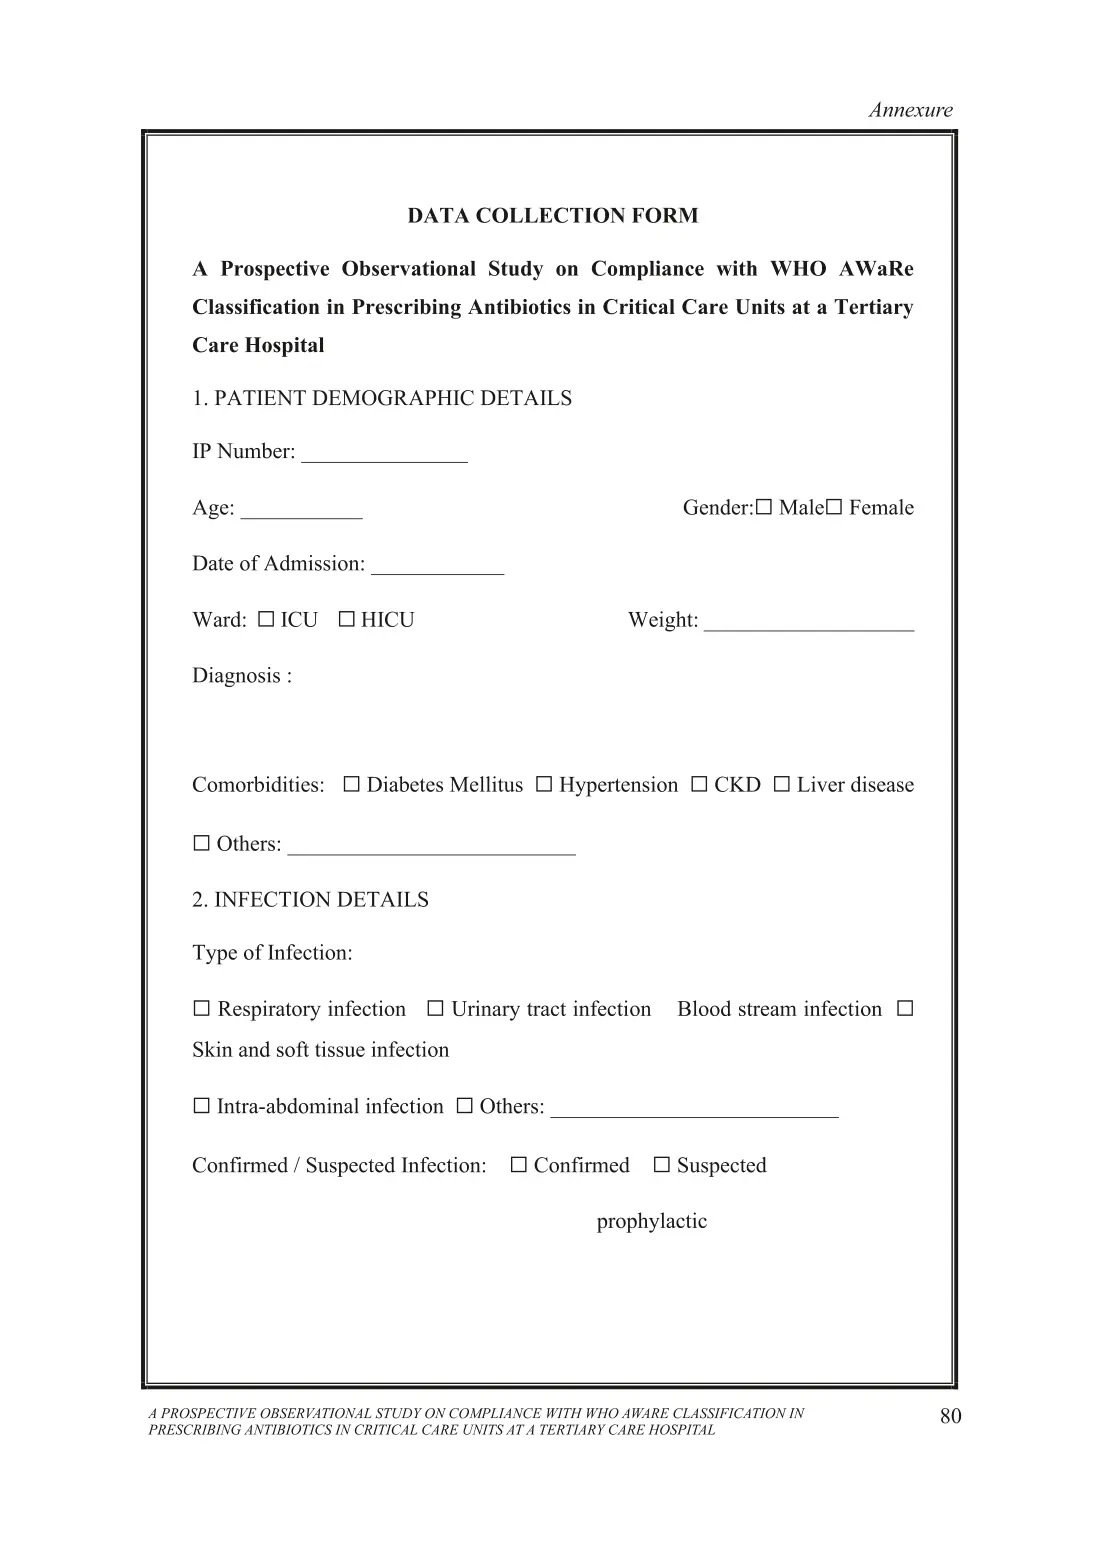 Annexure
DATA COLLECTION FORM
A Prospective Observational Study on Compliance with WHO AWaRe
Classification in Prescribing Antibiotics in Critical Care Units at a Tertiary
Care Hospital
1. PATIENT DEMOGRAPHIC DETAILS
IP Number: _______________
Age: ___________ Gender:☐ Male☐ Female
Date of Admission: ____________
Ward: ☐ ICU ☐ HICU Weight: ___________________
Diagnosis :
Comorbidities: ☐ Diabetes Mellitus ☐ Hypertension ☐ CKD ☐ Liver disease
☐ Others: __________________________
2. INFECTION DETAILS
Type of Infection:
☐ Respiratory infection ☐ Urinary tract infection Blood stream infection ☐
Skin and soft tissue infection
☐ Intra-abdominal infection ☐ Others: __________________________
Confirmed / Suspected Infection: ☐ Confirmed ☐ Suspected
prophylactic
A PROSPECTIVE OBSERVATIONAL STUDY ON COMPLIANCE WITH WHO AWARE CLASSIFICATION IN
PRESCRIBING ANTIBIOTICS IN CRITICAL CARE UNITS AT A TERTIARY CARE HOSPITAL
80